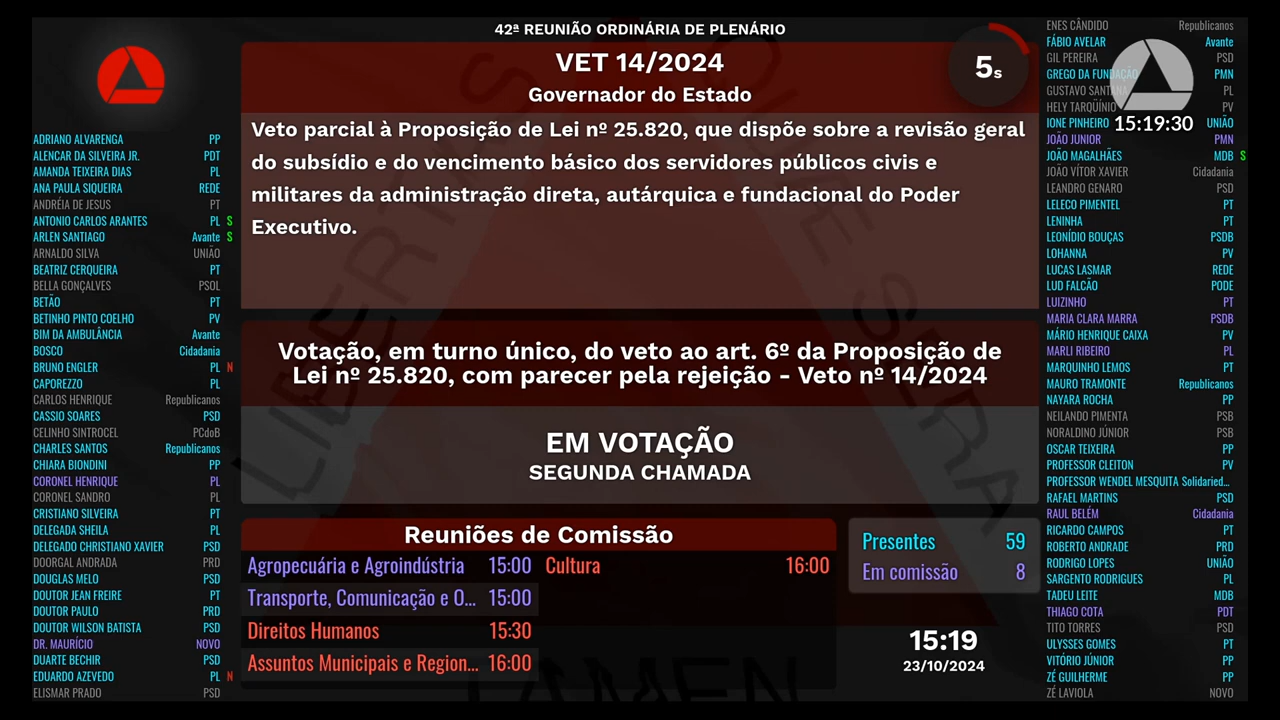 42ª REUNIÃO ORDINÁRIA DE PLENÁRIO
VET 14/2024
Governador do Estado
5s
Veto parcial à Proposição de Lei nº 25.820, que dispõe sobre a revisão geral
do subsídio e do vencimento básico dos servidores públicos civis e
militares da administração direta, autárquica e fundacional do Poder
Executivo.
Votação, em turno único, do veto ao art. 6º da Proposição de
Lei nº 25.820, com parecer pela rejeição - Veto nº 14/2024
EM VOTAÇÃO
SEGUNDA CHAMADA
Reuniões de Comissão
Agropecuária e Agroindústria 15:00 Cultura 16:00
Transporte, Comunicação e O... 15:00
Direitos Humanos 15:30
Assuntos Municipais e Region... 16:00
Presentes 59
Em comissão 8
15:19
23/10/2024
ADRIANO ALVARENGA PP
ALENCAR DA SILVEIRA JR. PDT
AMANDA TEIXEIRA DIAS PL
ANA PAULA SIQUEIRA REDE
ANDRÉIA DE JESUS PT
ANTONIO CARLOS ARANTES PL S
ARLEN SANTIAGO Avante S
ARNALDO SILVA UNIÃO
BEATRIZ CERQUEIRA PT
BELLA GONÇALVES PSOL
BETÃO PT
BETINHO PINTO COELHO PV
BIM DA AMBULÂNCIA Avante
BOSCO Cidadania
BRUNO ENGLER PL N
CAPOREZZO PL
CARLOS HENRIQUE Republicanos
CASSIO SOARES PSD
CELINHO SINTROCEL PCdoB
CHARLES SANTOS Republicanos
CHIARA BIONDINI PP
CORONEL HENRIQUE PL
CORONEL SANDRO PL
CRISTIANO SILVEIRA PT
DELEGADA SHEILA PL
DELEGADO CHRISTIANO XAVIER PSD
DOORGAL ANDRADA PRD
DOUGLAS MELO PSD
DOUTOR JEAN FREIRE PT
DOUTOR PAULO PRD
DOUTOR WILSON BATISTA PSD
DR. MAURÍCIO NOVO
DUARTE BECHIR PSD
EDUARDO AZEVEDO PL N
ELISMAR PRADO PSD
ENES CÂNDIDO Republicanos
FÁBIO AVELAR Avante
GIL PEREIRA PSD
GREGO DA FUNDAÇÃO PMN
GUSTAVO SANTANA PL
HELY TARQÜÍNIO PV
IONE PINHEIRO UNIÃO
15:19:30
JOÃO JUNIOR PMN
JOÃO MAGALHÃES MDB S
JOÃO VÍTOR XAVIER Cidadania
LEANDRO GENARO PSD
LELECO PIMENTEL PT
LENINHA PT
LEONÍDIO BOUÇAS PSDB
LOHANNA PV
LUCAS LASMAR REDE
LUD FALCÃO PODE
LUIZINHO PT
MARIA CLARA MARRA PSDB
MÁRIO HENRIQUE CAIXA PV
MARLI RIBEIRO PL
MARQUINHO LEMOS PT
MAURO TRAMONTE Republicanos
NAYARA ROCHA PP
NEILANDO PIMENTA PSB
NORALDINO JÚNIOR PSB
OSCAR TEIXEIRA PP
PROFESSOR CLEITON PV
PROFESSOR WENDEL MESQUITA Solidaried...
RAFAEL MARTINS PSD
RAUL BELÉM Cidadania
RICARDO CAMPOS PT
ROBERTO ANDRADE PRD
RODRIGO LOPES UNIÃO
SARGENTO RODRIGUES PL
TADEU LEITE MDB
THIAGO COTA PDT
TITO TORRES PSD
ULYSSES GOMES PT
VITÓRIO JÚNIOR PP
ZÉ GUILHERME PP
ZÉ LAVIOLA NOVO